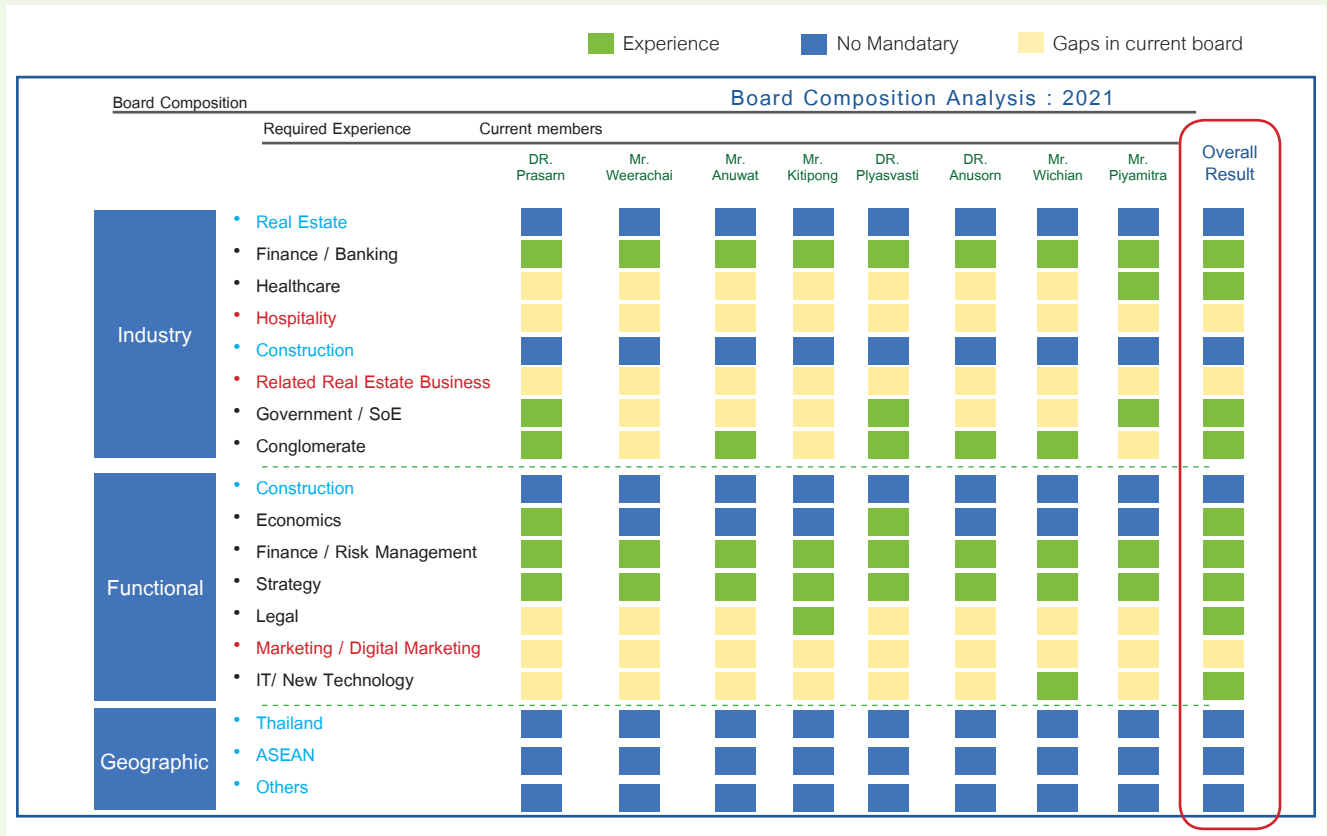 Experience
No Mandatary
Gaps in current board
Board Composition
Board Composition Analysis : 2021
Required Experience
Current members
DR. Prasarn
Mr. Weerachai
Mr. Anuwat
Mr. Kitipong
DR. Plyasvasti
DR. Anusorn
Mr. Wichian
Mr. Piyamitra
Overall Result
Industry
• Real Estate
• Finance / Banking
• Healthcare
• Hospitality
• Construction
• Related Real Estate Business
• Government / SoE
• Conglomerate
Functional
• Construction
• Economics
• Finance / Risk Management
• Strategy
• Legal
• Marketing / Digital Marketing
• IT/ New Technology
Geographic
• Thailand
• ASEAN
• Others